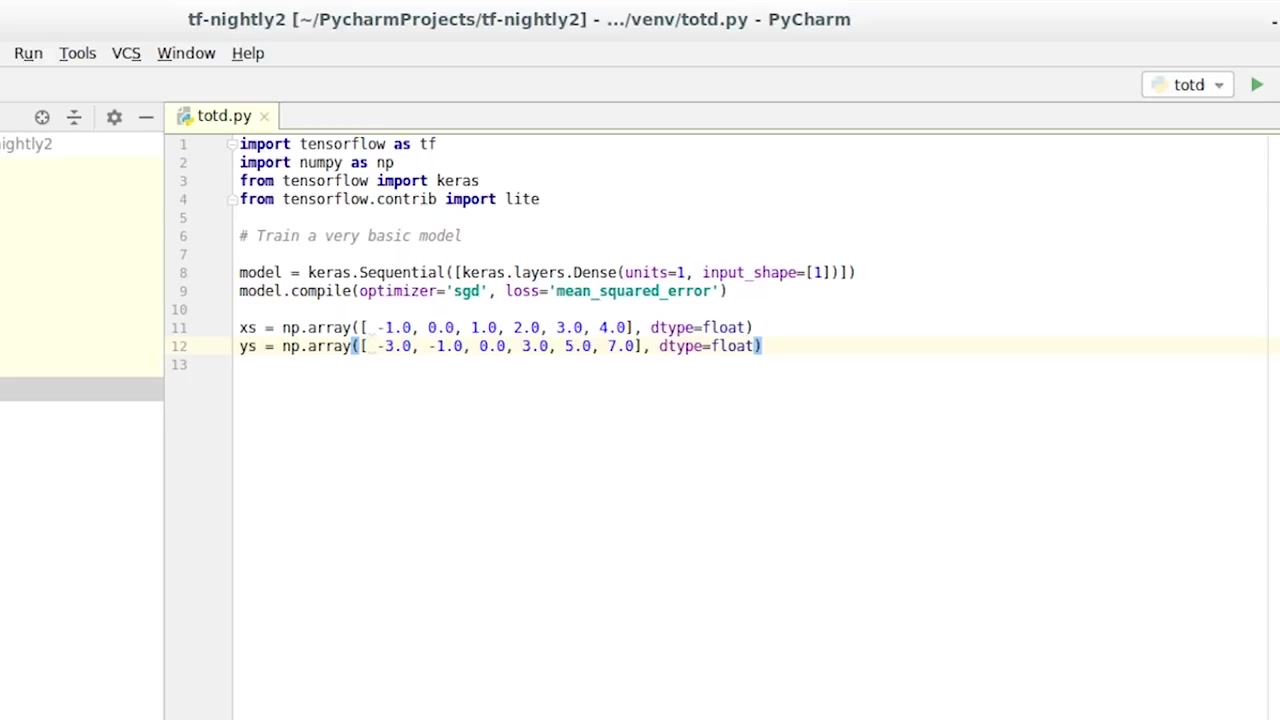 tf-nightly2 [~/PycharmProjects/tf-nightly2] - .../venv/totd.py - PyCharm
Run Tools VCS Window Help
totd
totd.py
ightly2
1 import tensorflow as tf
2 import numpy as np
3 from tensorflow import keras
4 from tensorflow.contrib import lite
5
6 # Train a very basic model
7
8 model = keras.Sequential([keras.layers.Dense(units=1, input_shape=[1])])
9 model.compile(optimizer='sgd', loss='mean_squared_error')
10
11 xs = np.array([ -1.0, 0.0, 1.0, 2.0, 3.0, 4.0], dtype=float)
12 ys = np.array([ -3.0, -1.0, 0.0, 3.0, 5.0, 7.0], dtype=float)
13